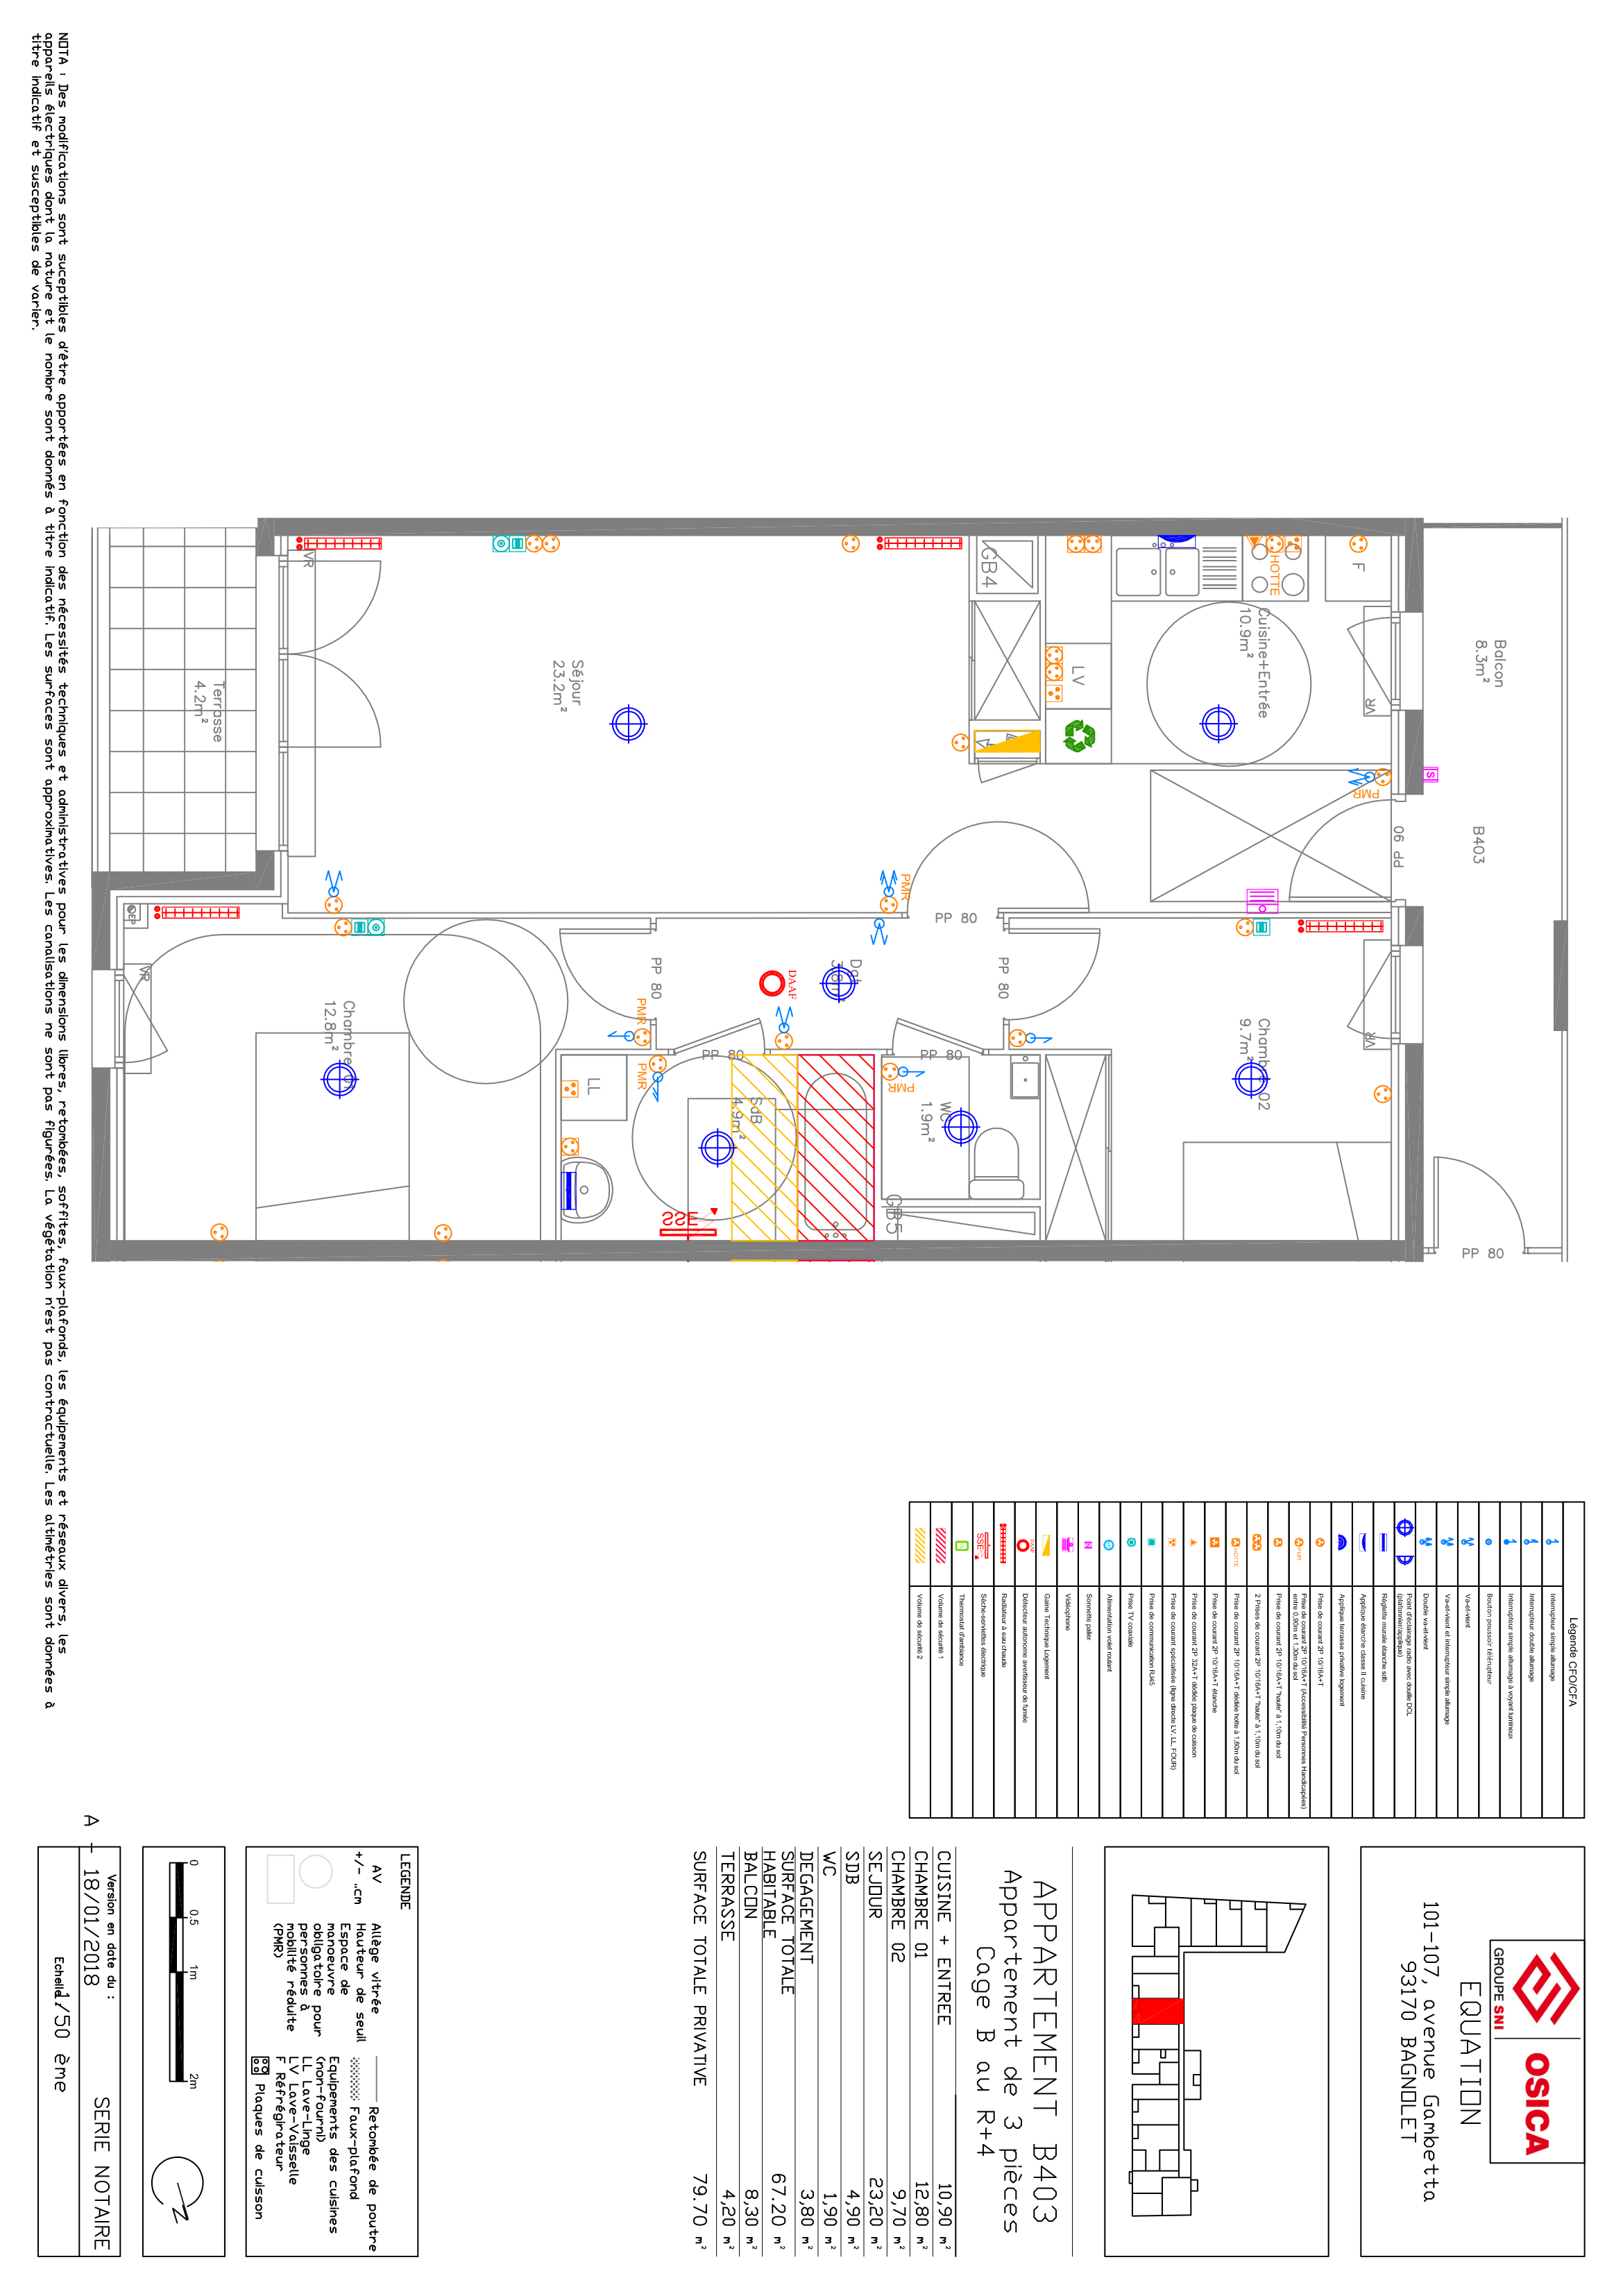 GROUPE SNI
OSICA
EQUATION
101-107, avenue Gambetta
93170 BAGNOLET
APPARTEMENT B403
Appartement de 3 pièces
Cage B au R+4
CUISINE + ENTREE 10,90 m²
CHAMBRE 01 12,80 m²
CHAMBRE 02 9,70 m²
SEJOUR 23,20 m²
SDB 4,90 m²
WC 1,90 m²
DEGAGEMENT 3,80 m²
SURFACE TOTALE
HABITABLE 67.20 m²
BALCON 8,30 m²
TERRASSE 4,20 m²
SURFACE TOTALE PRIVATIVE 79.70 m²
LEGENDE
AV Allège vitrée
+/- ..cm Hauteur de seuil
Espace de
manoeuvre
obligatoire pour
personnes à
mobilité réduite
(PMR)
Retombée de poutre
Faux-plafond
Equipements des cuisines
(non-fourni)
LL Lave-Linge
LV Lave-Vaisselle
F Réfrégirateur
Plaques de cuisson
0 0.5 1m 2m
N
A -
Version en date du :
18/01/2018
SERIE NOTAIRE
Echelle 1/50 ème
Légende CFO/CFA
Interrupteur simple allumage
Interrupteur double allumage
Interrupteur simple allumage à voyant lumineux
Bouton poussoir télérupteur
Va-et-vient
Va-et-vient et interrupteur simple allumage
Double va-et-vient
Point d'éclairage radio avec douille DCL
(plafonnier/applique)
Réglette murale étanche sdb
Applique étanche classe II cuisine
Applique terrasse privative logement
Prise de courant 2P 10/16A+T
PMR
Prise de courant 2P 10/16A+T (Accessibilité Personnes Handicapées)
entre 0,90m et 1,30m du sol
Prise de courant 2P 10/16A+T "haute" à 1,10m du sol
2 Prises de courant 2P 10/16A+T "haute" à 1,10m du sol
HOTTE
Prise de courant 2P 10/16A+T dédiée hotte à 1,80m du sol
Prise de courant 2P 10/16A+T étanche
Prise de courant 2P 32A+T dédiée plaque de cuisson
Prise de courant spécialisée (ligne directe LV, LL, FOUR)
Prise de communication RJ45
Prise TV coaxiale
Alimentation volet roulant
Sonnette palier
Vidéophone
Gaine Technique Logement
DAAF
Détecteur autonome avertisseur de fumée
Radiateur à eau chaude
SSE
Sèche-serviettes électrique
Thermostat d'ambiance
Volume de sécurité 1
Volume de sécurité 2
Balcon
8.3m²
B403
PP 80
S
PP 90
PMR
VR
F
HOTTE
Cuisine+Entrée
10.9m²
LV
GB4
VR
Chambre 02
9.7m²
PP 80
PP 80
PMR
Séjour
23.2m²
VR
Terrasse
4.2m²
Dgt
3.8m²
DAAF
PP 80
PP 80
PP 80
PMR
PMR
PMR
WC
1.9m²
GB5
SdB
4.9m²
LL
SSE
Chambre 01
12.8m²
VR
EP
NOTA : Des modifications sont suceptibles d'être apportées en fonction des nécessités techniques et administratives pour les dimensions libres, retombées, soffites, faux-plafonds, les équipements et réseaux divers, les
appareils électriques dont la nature et le nombre sont donnés à titre indicatif. Les surfaces sont approximatives. Les canalisations ne sont pas figurées. La végétation n'est pas contractuelle. Les altimétries sont données à
titre indicatif et susceptibles de varier.